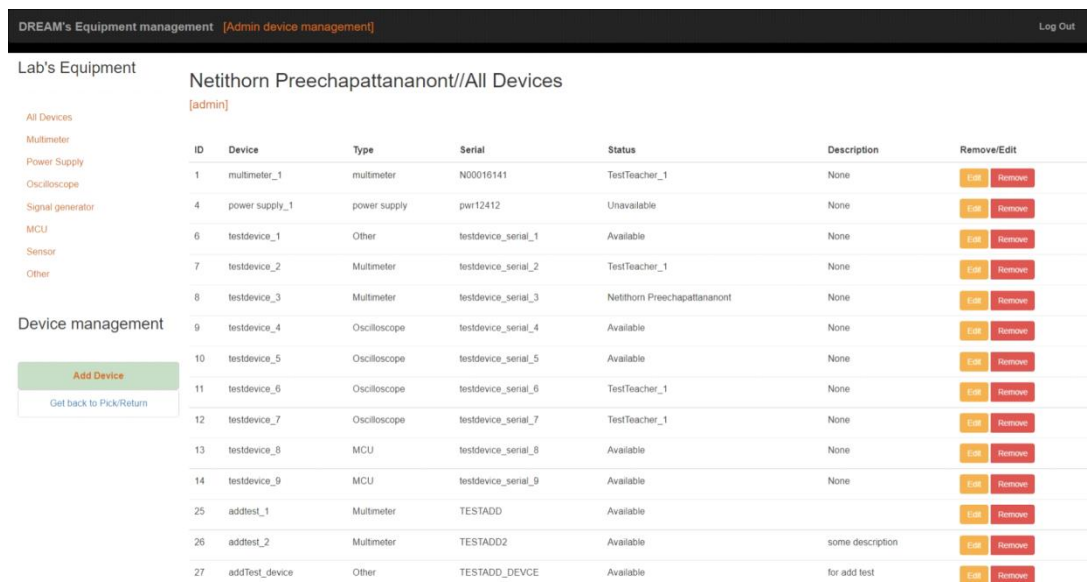 DREAM's Equipment management [Admin device management] Log Out
Lab's Equipment
All Devices
Multimeter
Power Supply
Oscilloscope
Signal generator
MCU
Sensor
Other
Device management
Add Device
Get back to Pick/Return
Netithorn Preechapattananont//All Devices
[admin]
ID Device Type Serial Status Description Remove/Edit
1 multimeter_1 multimeter N00016141 TestTeacher_1 None Edit Remove
4 power supply_1 power supply pwr12412 Unavailable None Edit Remove
6 testdevice_1 Other testdevice_serial_1 Available None Edit Remove
7 testdevice_2 Multimeter testdevice_serial_2 TestTeacher_1 None Edit Remove
8 testdevice_3 Multimeter testdevice_serial_3 Netithorn Preechapattananont None Edit Remove
9 testdevice_4 Oscilloscope testdevice_serial_4 Available None Edit Remove
10 testdevice_5 Oscilloscope testdevice_serial_5 Available None Edit Remove
11 testdevice_6 Oscilloscope testdevice_serial_6 TestTeacher_1 None Edit Remove
12 testdevice_7 Oscilloscope testdevice_serial_7 TestTeacher_1 None Edit Remove
13 testdevice_8 MCU testdevice_serial_8 Available None Edit Remove
14 testdevice_9 MCU testdevice_serial_9 Available None Edit Remove
25 addtest_1 Multimeter TESTADD Available Edit Remove
26 addtest_2 Multimeter TESTADD2 Available some description Edit Remove
27 addTest_device Other TESTADD_DEVCE Available for add test Edit Remove